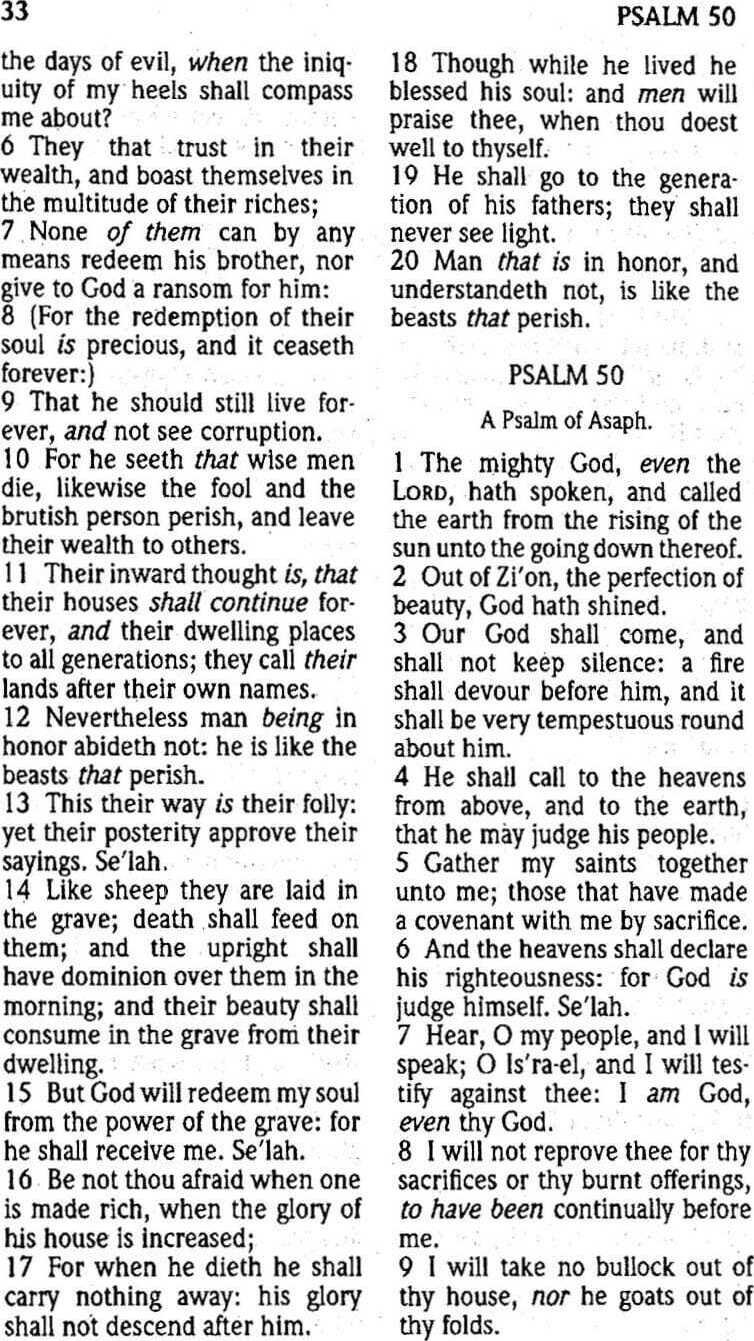 33
PSALM 50
the days of evil, when the iniq-
uity of my heels shall compass
me about?
6 They that trust in their
wealth, and boast themselves in
the multitude of their riches;
7 None of them can by any
means redeem his brother, nor
give to God a ransom for him:
8 (For the redemption of their
soul is precious, and it ceaseth
forever:)
9 That he should still live for-
ever, and not see corruption.
10 For he seeth that wise men
die, likewise the fool and the
brutish person perish, and leave
their wealth to others.
11 Their inward thought is, that
their houses shall continue for-
ever, and their dwelling places
to all generations; they call their
lands after their own names.
12 Nevertheless man being in
honor abideth not: he is like the
beasts that perish.
13 This their way is their folly:
yet their posterity approve their
sayings. Se'lah.
14 Like sheep they are laid in
the grave; death shall feed on
them; and the upright shall
have dominion over them in the
morning; and their beauty shall
consume in the grave from their
dwelling.
15 But God will redeem my soul
from the power of the grave: for
he shall receive me. Se'lah.
16 Be not thou afraid when one
is made rich, when the glory of
his house is increased;
17 For when he dieth he shall
carry nothing away: his glory
shall not descend after him.
18 Though while he lived he
blessed his soul: and men will
praise thee, when thou doest
well to thyself.
19 He shall go to the genera-
tion of his fathers; they shall
never see light.
20 Man that is in honor, and
understandeth not, is like the
beasts that perish.
PSALM 50
A Psalm of Asaph.
1 The mighty God, even the
LORD, hath spoken, and called
the earth from the rising of the
sun unto the going down thereof.
2 Out of Zi'on, the perfection of
beauty, God hath shined.
3 Our God shall come, and
shall not keep silence: a fire
shall devour before him, and it
shall be very tempestuous round
about him.
4 He shall call to the heavens
from above, and to the earth,
that he may judge his people.
5 Gather my saints together
unto me; those that have made
a covenant with me by sacrifice.
6 And the heavens shall declare
his righteousness: for God is
judge himself. Se'lah.
7 Hear, O my people, and I will
speak; O Is'ra-el, and I will tes-
tify against thee: I am God,
even thy God.
8 I will not reprove thee for thy
sacrifices or thy burnt offerings,
to have been continually before
me.
9 I will take no bullock out of
thy house, nor he goats out of
thy folds.